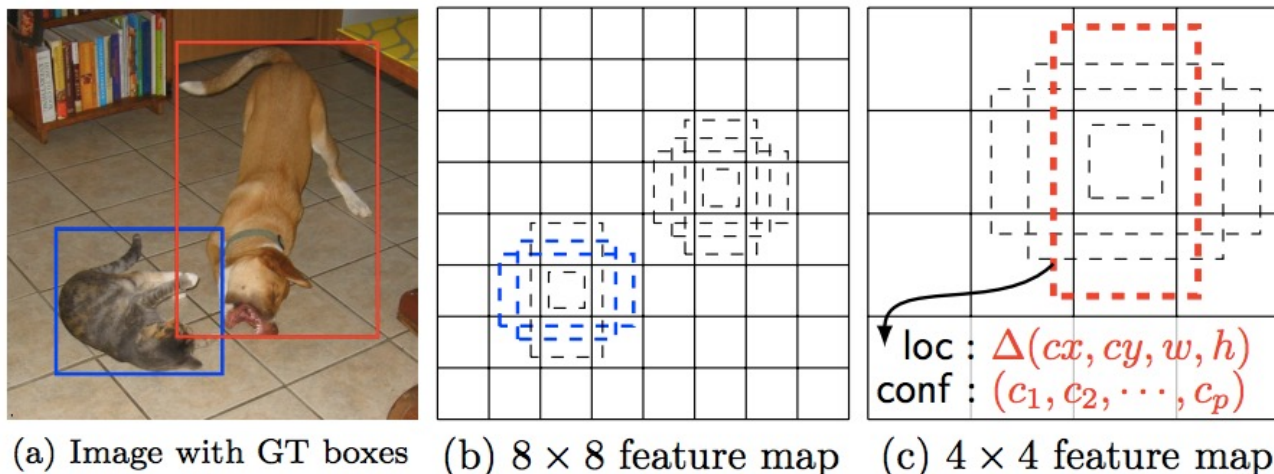 loc : Δ(cx, cy, w, h)
conf : (c₁, c₂, ⋯, cₚ)
(a) Image with GT boxes
(b) 8 × 8 feature map
(c) 4 × 4 feature map